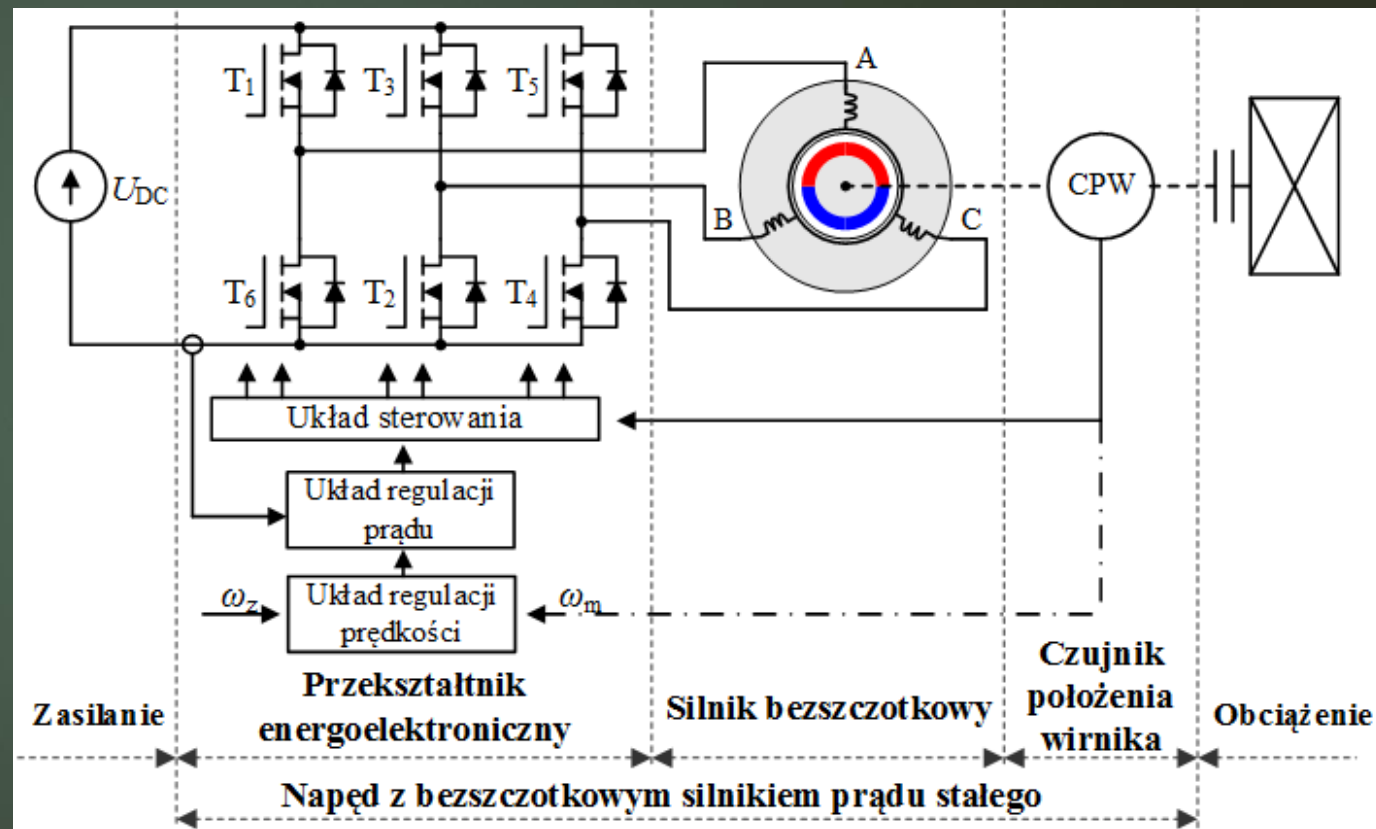 A
T1
T3
T5
UDC
B
C
CPW
T6
T2
T4
Układ sterowania
Układ regulacji
prądu
ωz
Układ regulacji
prędkości
ωm
Zasilanie
Przekształtnik
energoelektroniczny
Silnik bezszczotkowy
Czujnik
położenia
wirnika
Obciążenie
Napęd z bezszczotkowym silnikiem prądu stałego